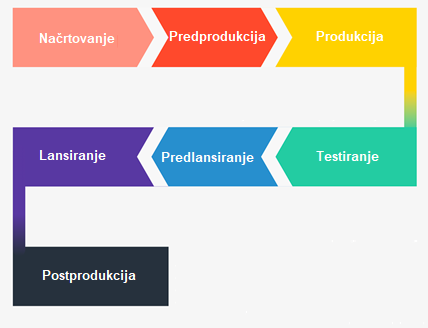 Načrtovanje
Predprodukcija
Produkcija
Testiranje
Predlansiranje
Lansiranje
Postprodukcija